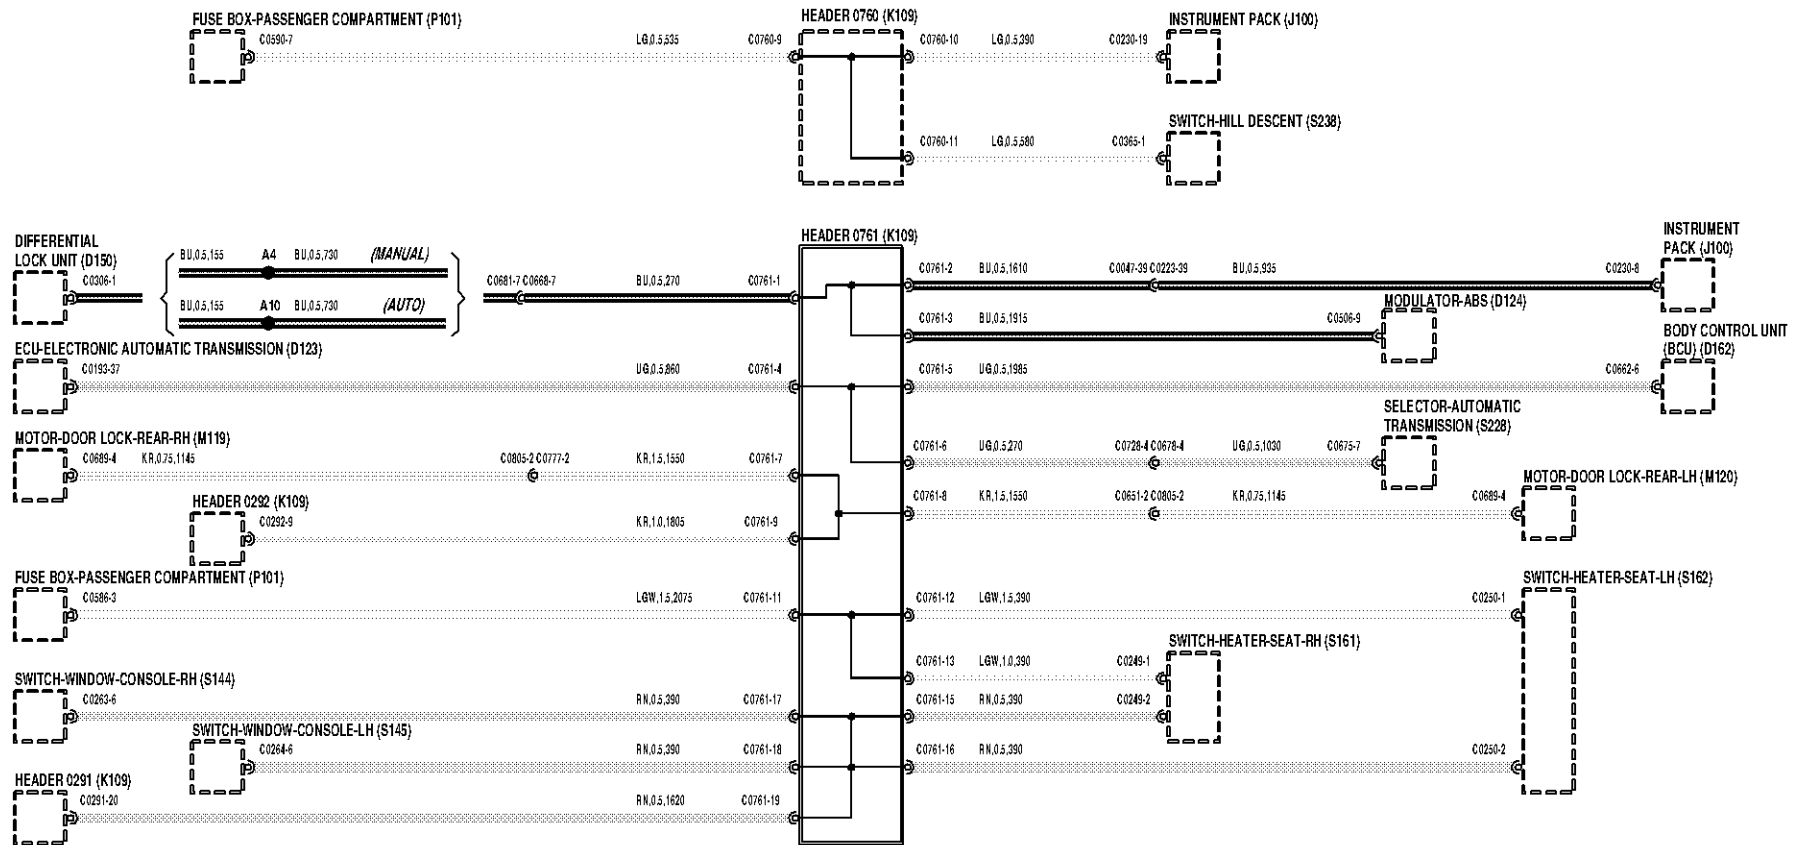 FUSE BOX-PASSENGER COMPARTMENT (P101)
HEADER 0760 (K109)
INSTRUMENT PACK (J100)
C0590-7 LG,0.5,535 C0760-9
C0760-10 LG,0.5,390 C0230-19
SWITCH-HILL DESCENT (S238)
C0760-11 LG,0.5,580 C0365-1
DIFFERENTIAL
LOCK UNIT (D150)
C0306-1
BU,0.5,155 A4 BU,0.5,730 (MANUAL)
BU,0.5,155 A10 BU,0.5,730 (AUTO)
C0681-7 C0668-7 BU,0.5,270 C0761-1
HEADER 0761 (K109)
INSTRUMENT
PACK (J100)
C0761-2 BU,0.5,1610 C0047-39 C0223-39 BU,0.5,935 C0230-8
MODULATOR-ABS (D124)
C0761-3 BU,0.5,1915 C0506-9
ECU-ELECTRONIC AUTOMATIC TRANSMISSION (D123)
C0193-37 UG,0.5,860 C0761-4
BODY CONTROL UNIT
(BCU) (D162)
C0761-5 UG,0.5,1985 C0662-6
SELECTOR-AUTOMATIC
TRANSMISSION (S228)
C0761-6 UG,0.5,270 C0728-4 C0678-4 UG,0.5,1030 C0675-7
MOTOR-DOOR LOCK-REAR-RH (M119)
C0689-4 KR,0.75,1145 C0805-2 C0777-2 KR,1.5,1550 C0761-7
MOTOR-DOOR LOCK-REAR-LH (M120)
C0761-8 KR,1.5,1550 C0651-2 C0805-2 KR,0.75,1145 C0689-4
HEADER 0292 (K109)
C0292-9 KR,1.0,1805 C0761-9
FUSE BOX-PASSENGER COMPARTMENT (P101)
C0586-3 LGW,1.5,2075 C0761-11
SWITCH-HEATER-SEAT-LH (S162)
C0761-12 LGW,1.5,390 C0250-1
SWITCH-HEATER-SEAT-RH (S161)
C0761-13 LGW,1.0,390 C0249-1
SWITCH-WINDOW-CONSOLE-RH (S144)
C0263-6 RN,0.5,390 C0761-17
C0761-15 RN,0.5,390 C0249-2
SWITCH-WINDOW-CONSOLE-LH (S145)
C0264-6 RN,0.5,390 C0761-18
C0761-16 RN,0.5,390 C0250-2
HEADER 0291 (K109)
C0291-20 RN,0.5,1620 C0761-19